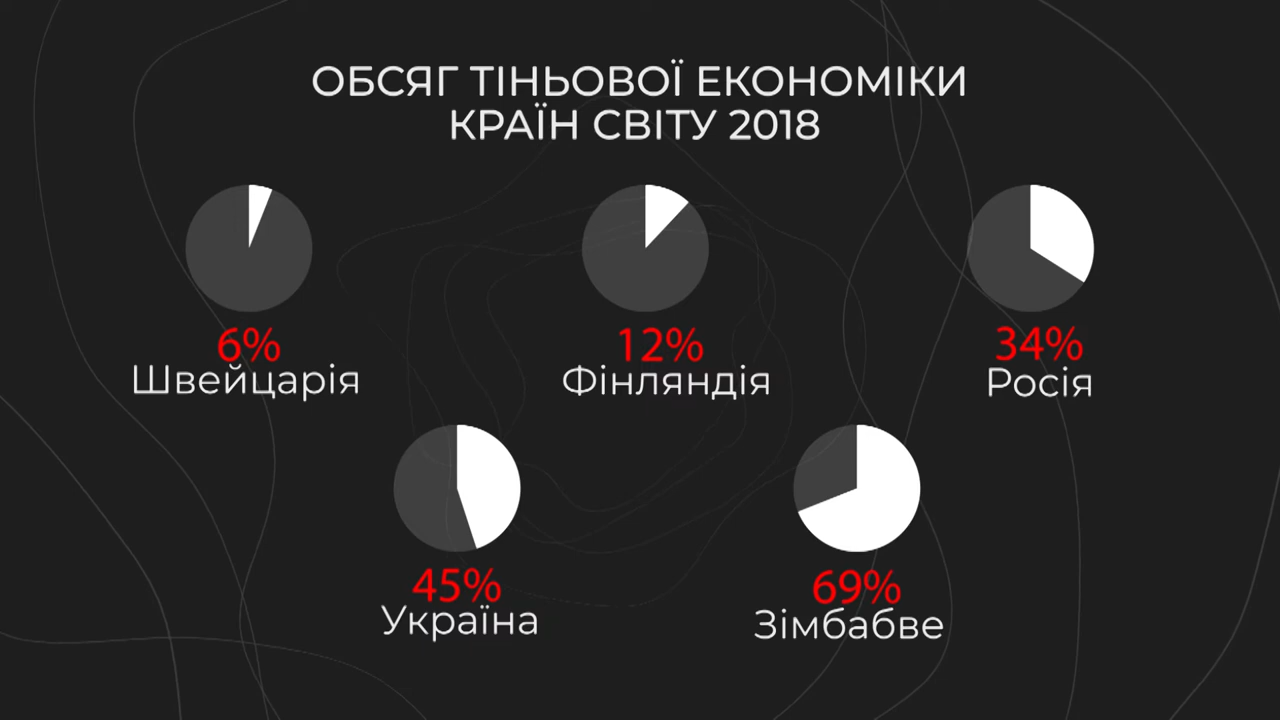 ОБСЯГ ТІНЬОВОЇ ЕКОНОМІКИ
КРАЇН СВІТУ 2018
6%
Швейцарія
12%
Фінляндія
34%
Росія
45%
Україна
69%
Зімбабве